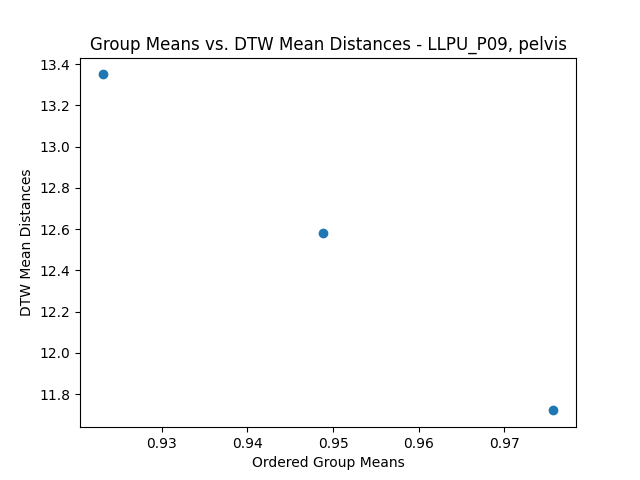 Group Means vs. DTW Mean Distances - LLPU_P09, pelvis
13.4
13.2
13.0
12.8
12.6
12.4
12.2
12.0
11.8
DTW Mean Distances
0.93 0.94 0.95 0.96 0.97
Ordered Group Means